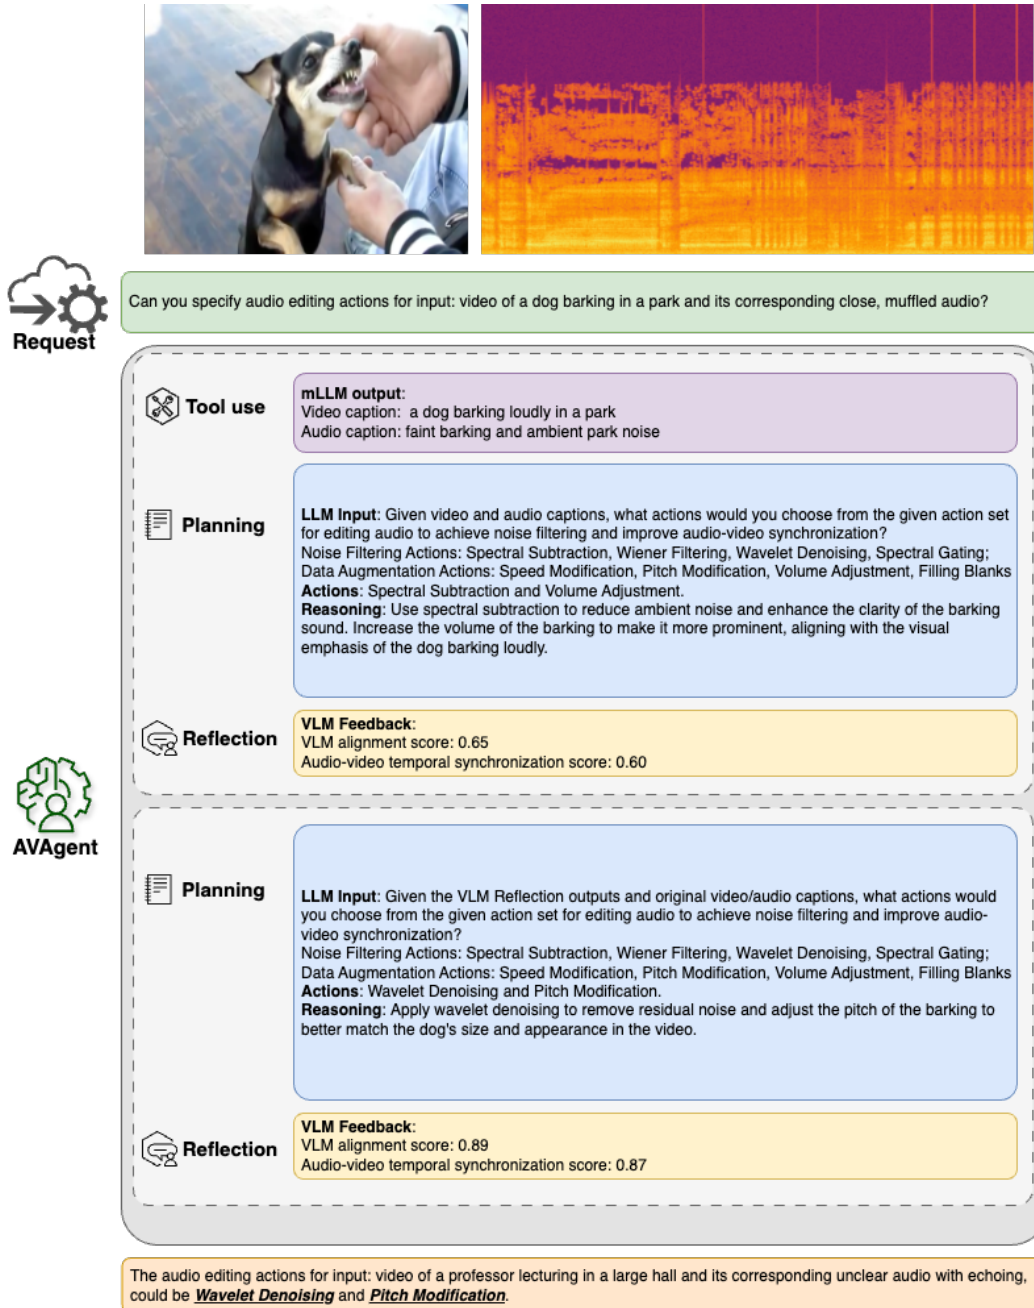 Request
Can you specify audio editing actions for input: video of a dog barking in a park and its corresponding close, muffled audio?
Tool use
mLLM output:
Video caption: a dog barking loudly in a park
Audio caption: faint barking and ambient park noise
Planning
LLM Input: Given video and audio captions, what actions would you choose from the given action set
for editing audio to achieve noise filtering and improve audio-video synchronization?
Noise Filtering Actions: Spectral Subtraction, Wiener Filtering, Wavelet Denoising, Spectral Gating;
Data Augmentation Actions: Speed Modification, Pitch Modification, Volume Adjustment, Filling Blanks
Actions: Spectral Subtraction and Volume Adjustment.
Reasoning: Use spectral subtraction to reduce ambient noise and enhance the clarity of the barking
sound. Increase the volume of the barking to make it more prominent, aligning with the visual
emphasis of the dog barking loudly.
Reflection
VLM Feedback:
VLM alignment score: 0.65
Audio-video temporal synchronization score: 0.60
AVAgent
Planning
LLM Input: Given the VLM Reflection outputs and original video/audio captions, what actions would
you choose from the given action set for editing audio to achieve noise filtering and improve audio-
video synchronization?
Noise Filtering Actions: Spectral Subtraction, Wiener Filtering, Wavelet Denoising, Spectral Gating;
Data Augmentation Actions: Speed Modification, Pitch Modification, Volume Adjustment, Filling Blanks
Actions: Wavelet Denoising and Pitch Modification.
Reasoning: Apply wavelet denoising to remove residual noise and adjust the pitch of the barking to
better match the dog's size and appearance in the video.
Reflection
VLM Feedback:
VLM alignment score: 0.89
Audio-video temporal synchronization score: 0.87
The audio editing actions for input: video of a professor lecturing in a large hall and its corresponding unclear audio with echoing,
could be Wavelet Denoising and Pitch Modification.